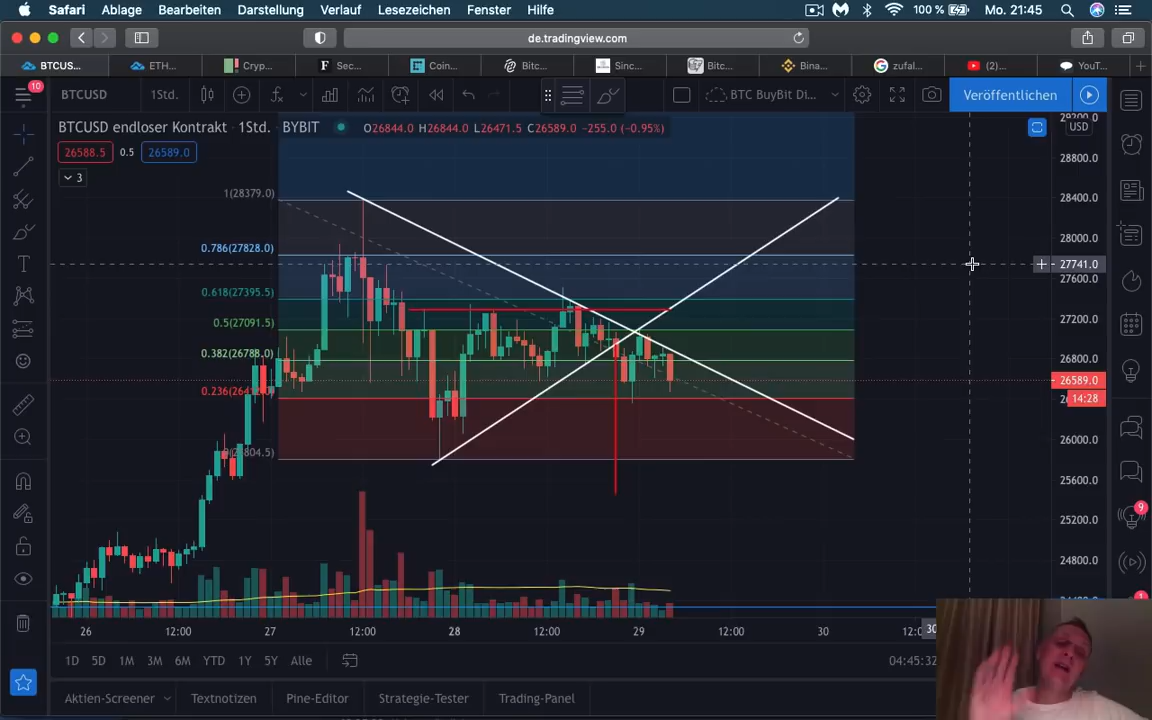 Safari Ablage Bearbeiten Darstellung Verlauf Lesezeichen Fenster Hilfe 100 % Mo. 21:45
de.tradingview.com
BTCUS... ETH... Cryp... Sec... Coin... Bitc... Sinc... Bitc... Bina... zufal... (2)... YouT...
10
BTCUSD 1Std. BTC BuyBit Di... Veröffentlichen
BTCUSD endloser Kontrakt · 1Std. BYBIT O26844.0 H26844.0 L26471.5 C26589.0 -255.0 (-0.95%)
USD
26588.5 0.5 26589.0
3
28800.0
1(28379.0)
28400.0
28000.0
0.786(27828.0)
27741.0
27600.0
0.618(27395.5)
27200.0
0.5(27091.5)
0.382(26788.0)
26800.0
26589.0
14:28
26000.0
25600.0
25200.0
9
24800.0
26 12:00 27 12:00 28 12:00 29 12:00 30
1D 5D 1M 3M 6M YTD 1Y 5Y Alle
04:45:32
Aktien-Screener Textnotizen Pine-Editor Strategie-Tester Trading-Panel